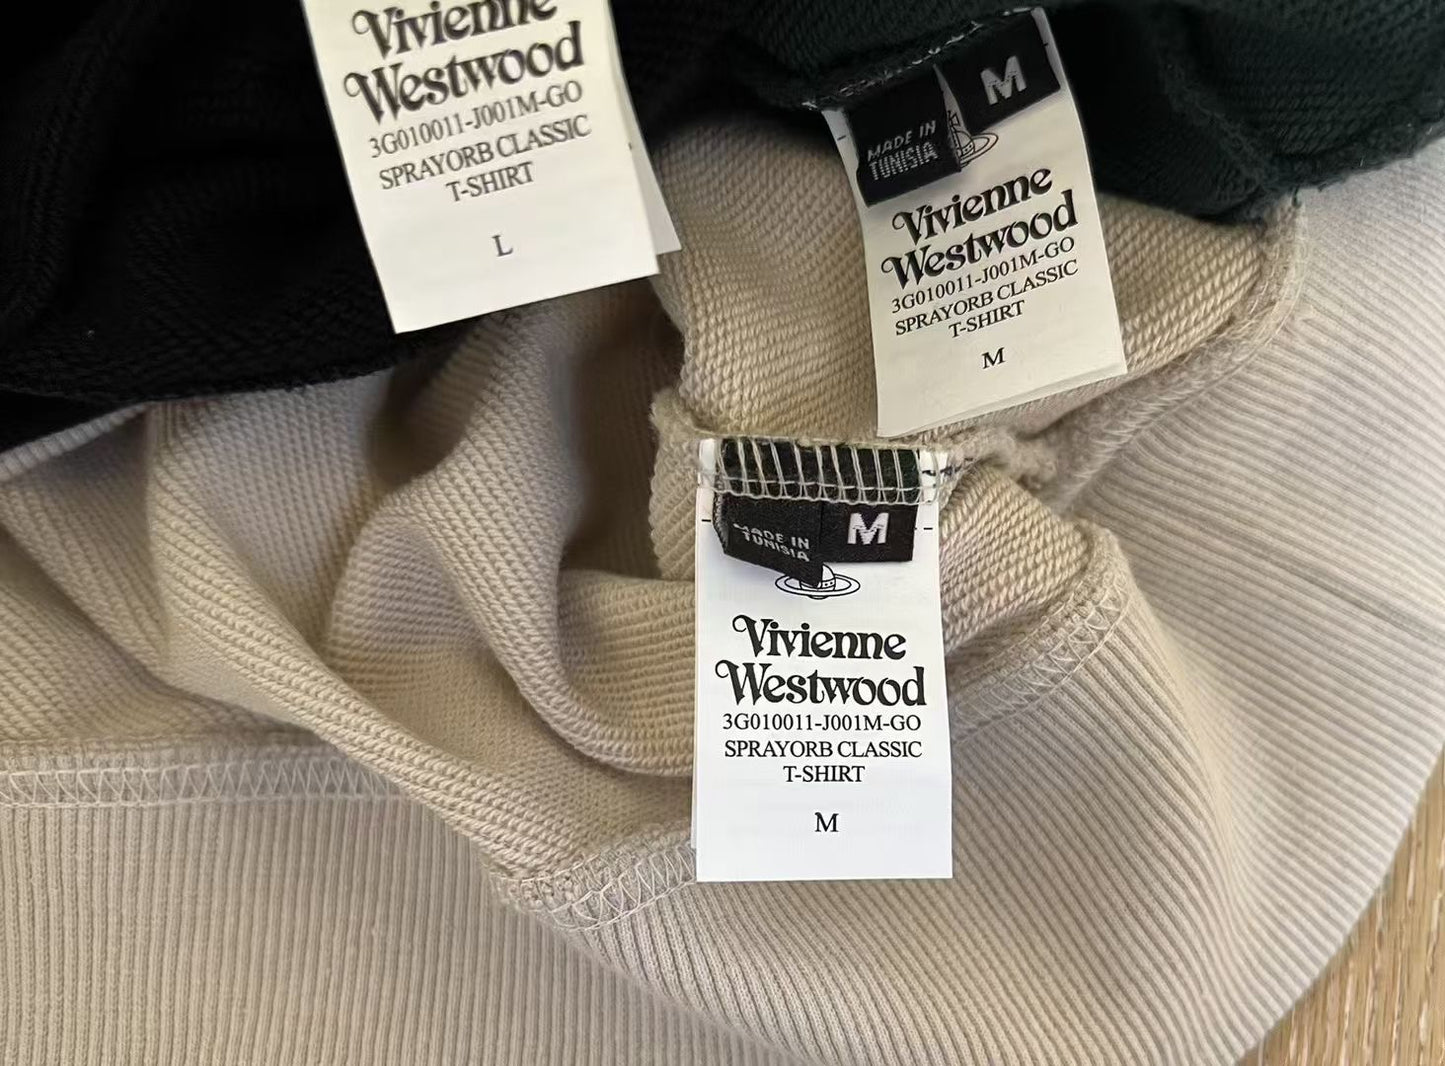 Vivienne
Westwood
3G010011-J001M-GO
SPRAYORB CLASSIC
T-SHIRT
L
M
MADE IN
TUNISIA
Vivienne
Westwood
3G010011-J001M-GO
SPRAYORB CLASSIC
T-SHIRT
M
MADE IN
TUNISIA
M
Vivienne
Westwood
3G010011-J001M-GO
SPRAYORB CLASSIC
T-SHIRT
M